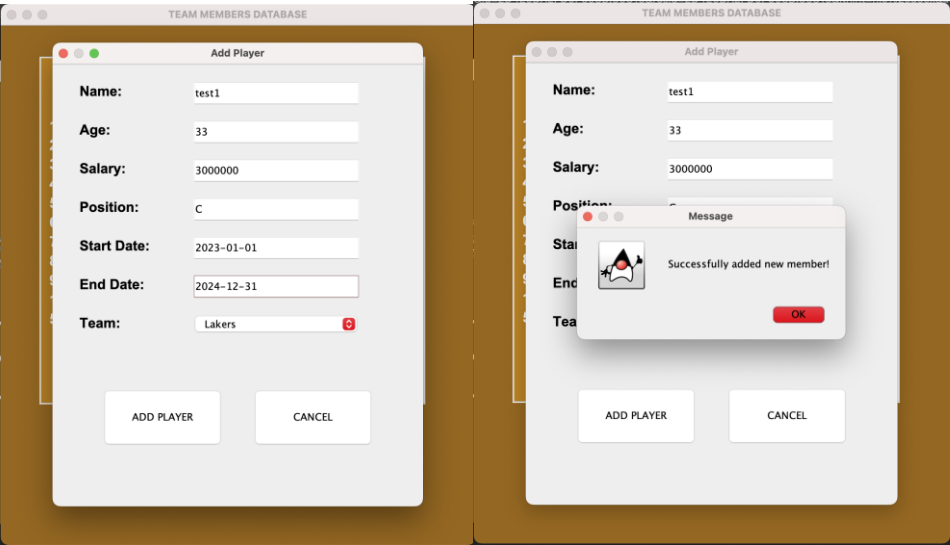 TEAM MEMBERS DATABASE
Add Player
Name: test1
Age: 33
Salary: 3000000
Position: C
Start Date: 2023-01-01
End Date: 2024-12-31
Team: Lakers
ADD PLAYER CANCEL
TEAM MEMBERS DATABASE
Add Player
Name: test1
Age: 33
Salary: 3000000
Message
Successfully added new member!
OK
ADD PLAYER CANCEL